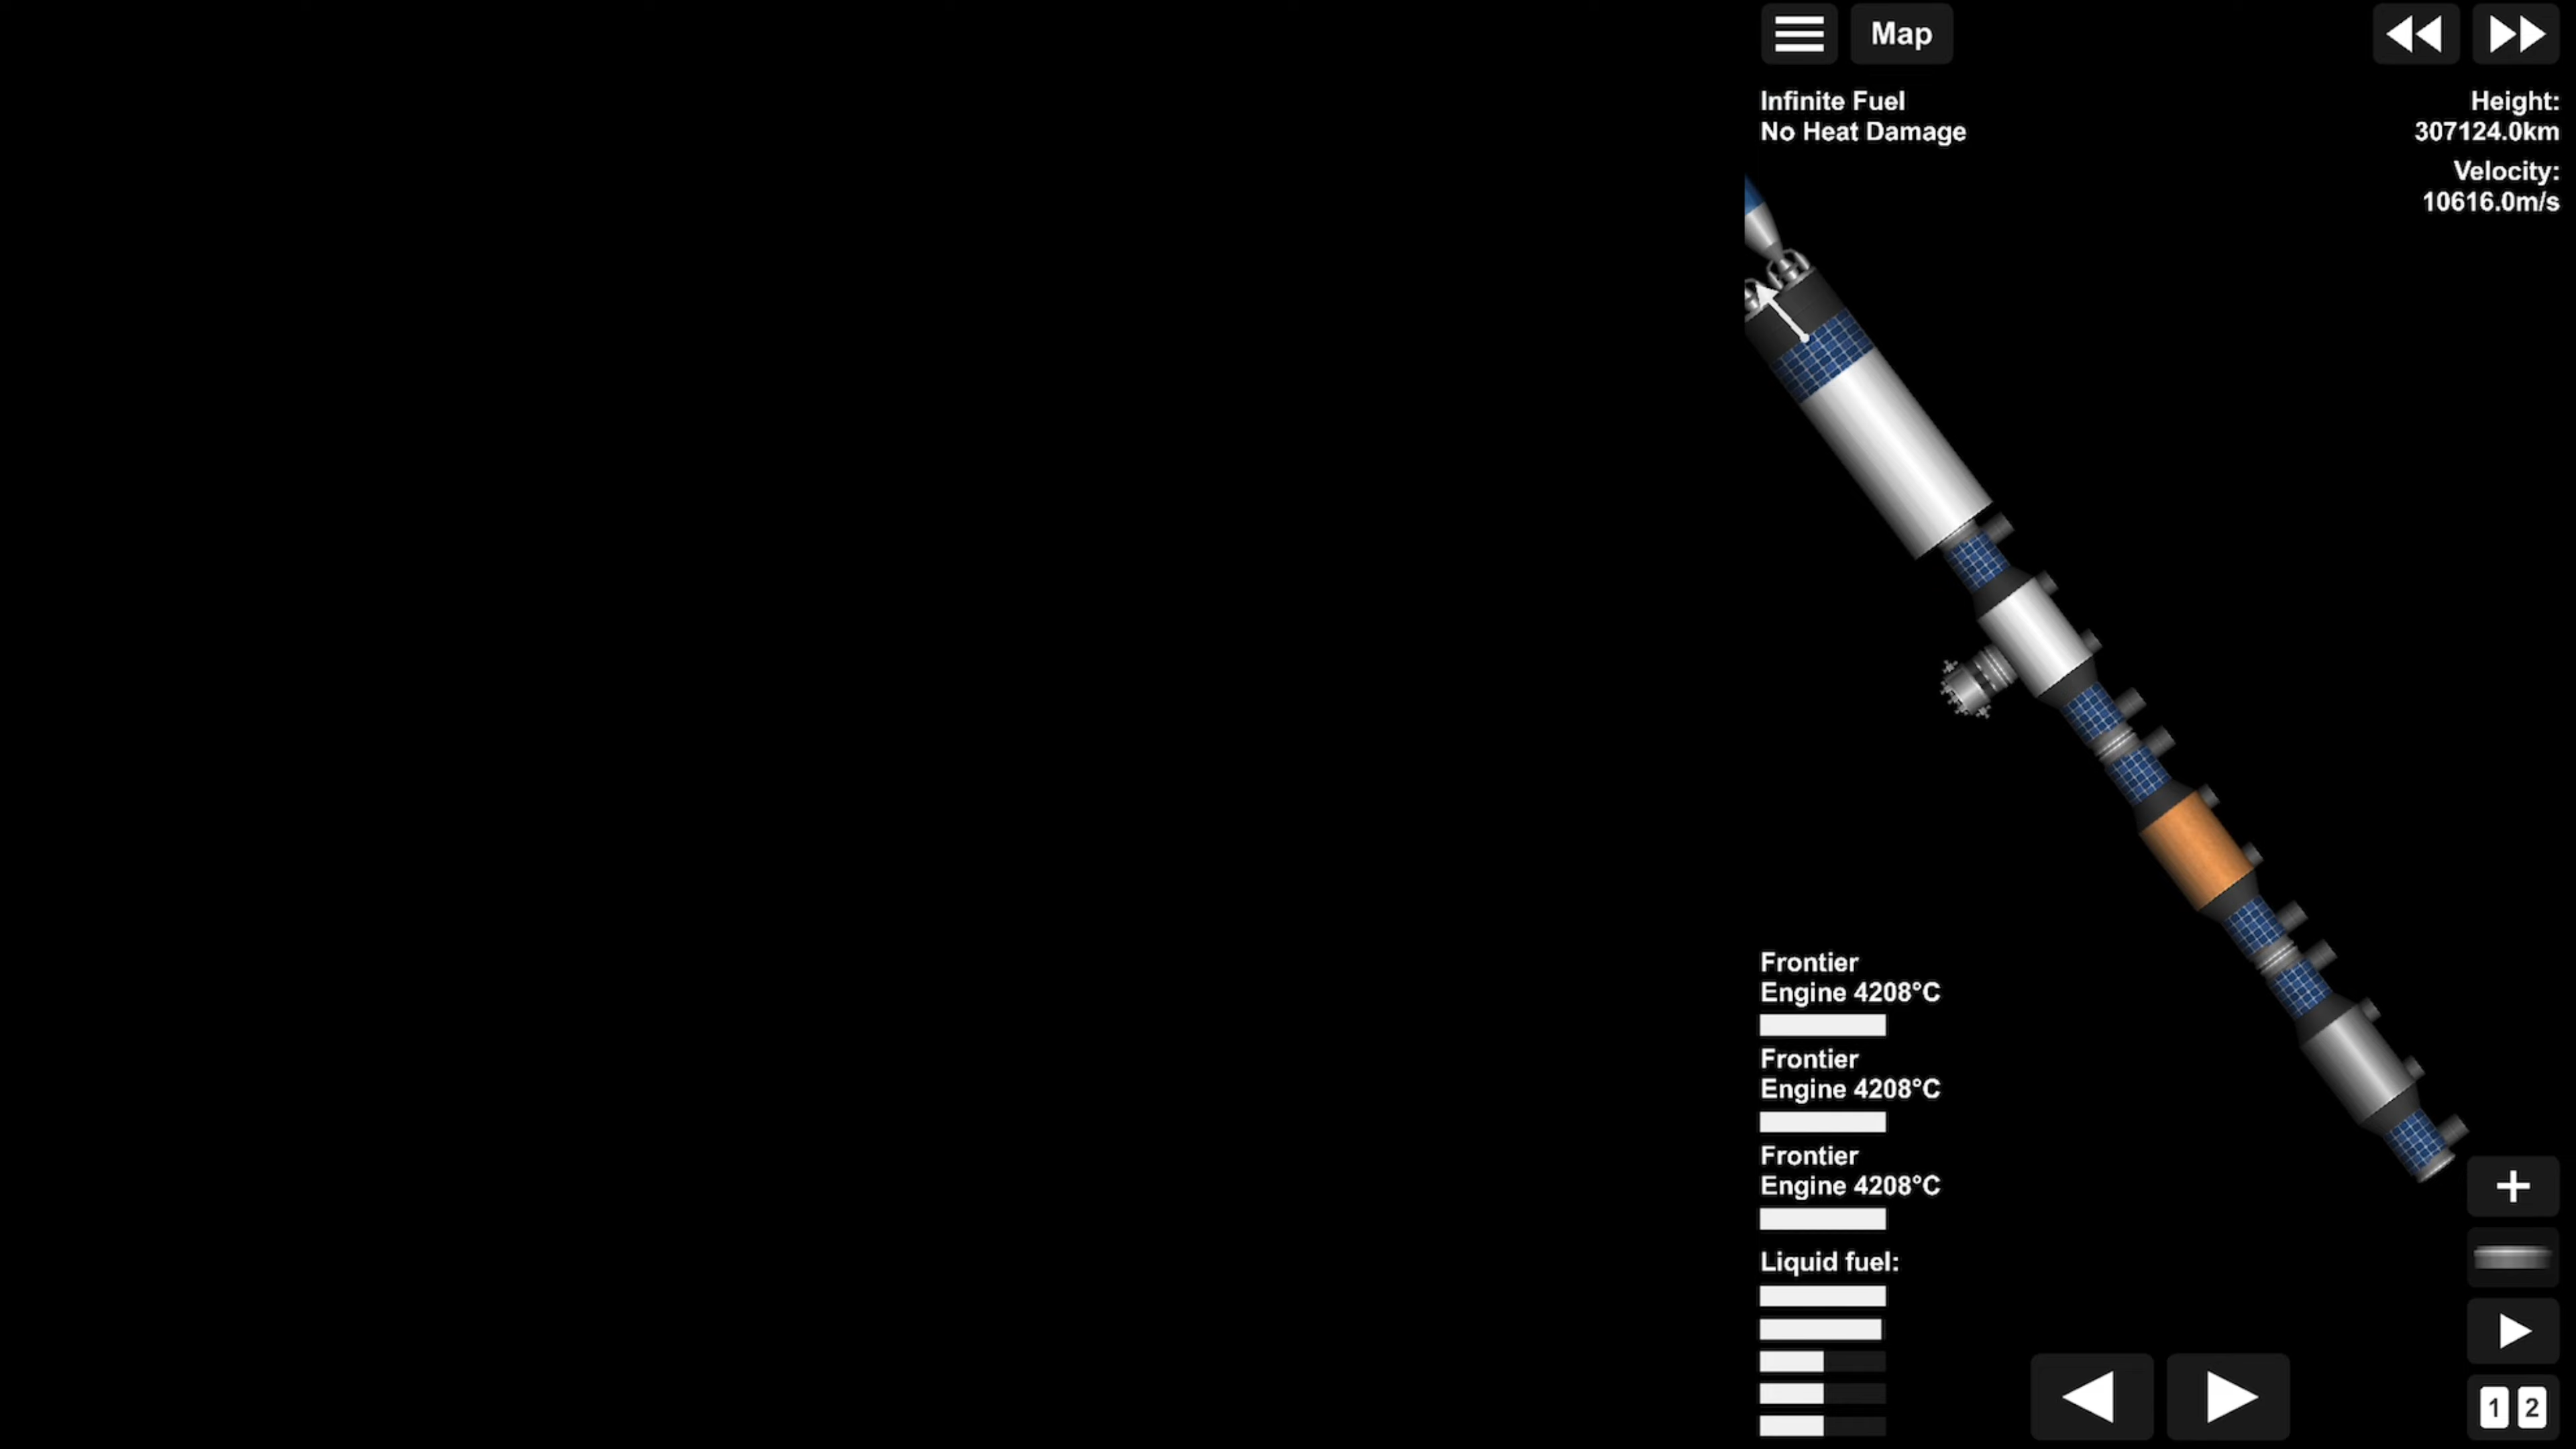 Map
Infinite Fuel
No Heat Damage
Height:
307124.0km
Velocity:
10616.0m/s
Frontier
Engine 4208°C
Frontier
Engine 4208°C
Frontier
Engine 4208°C
Liquid fuel:
1 2